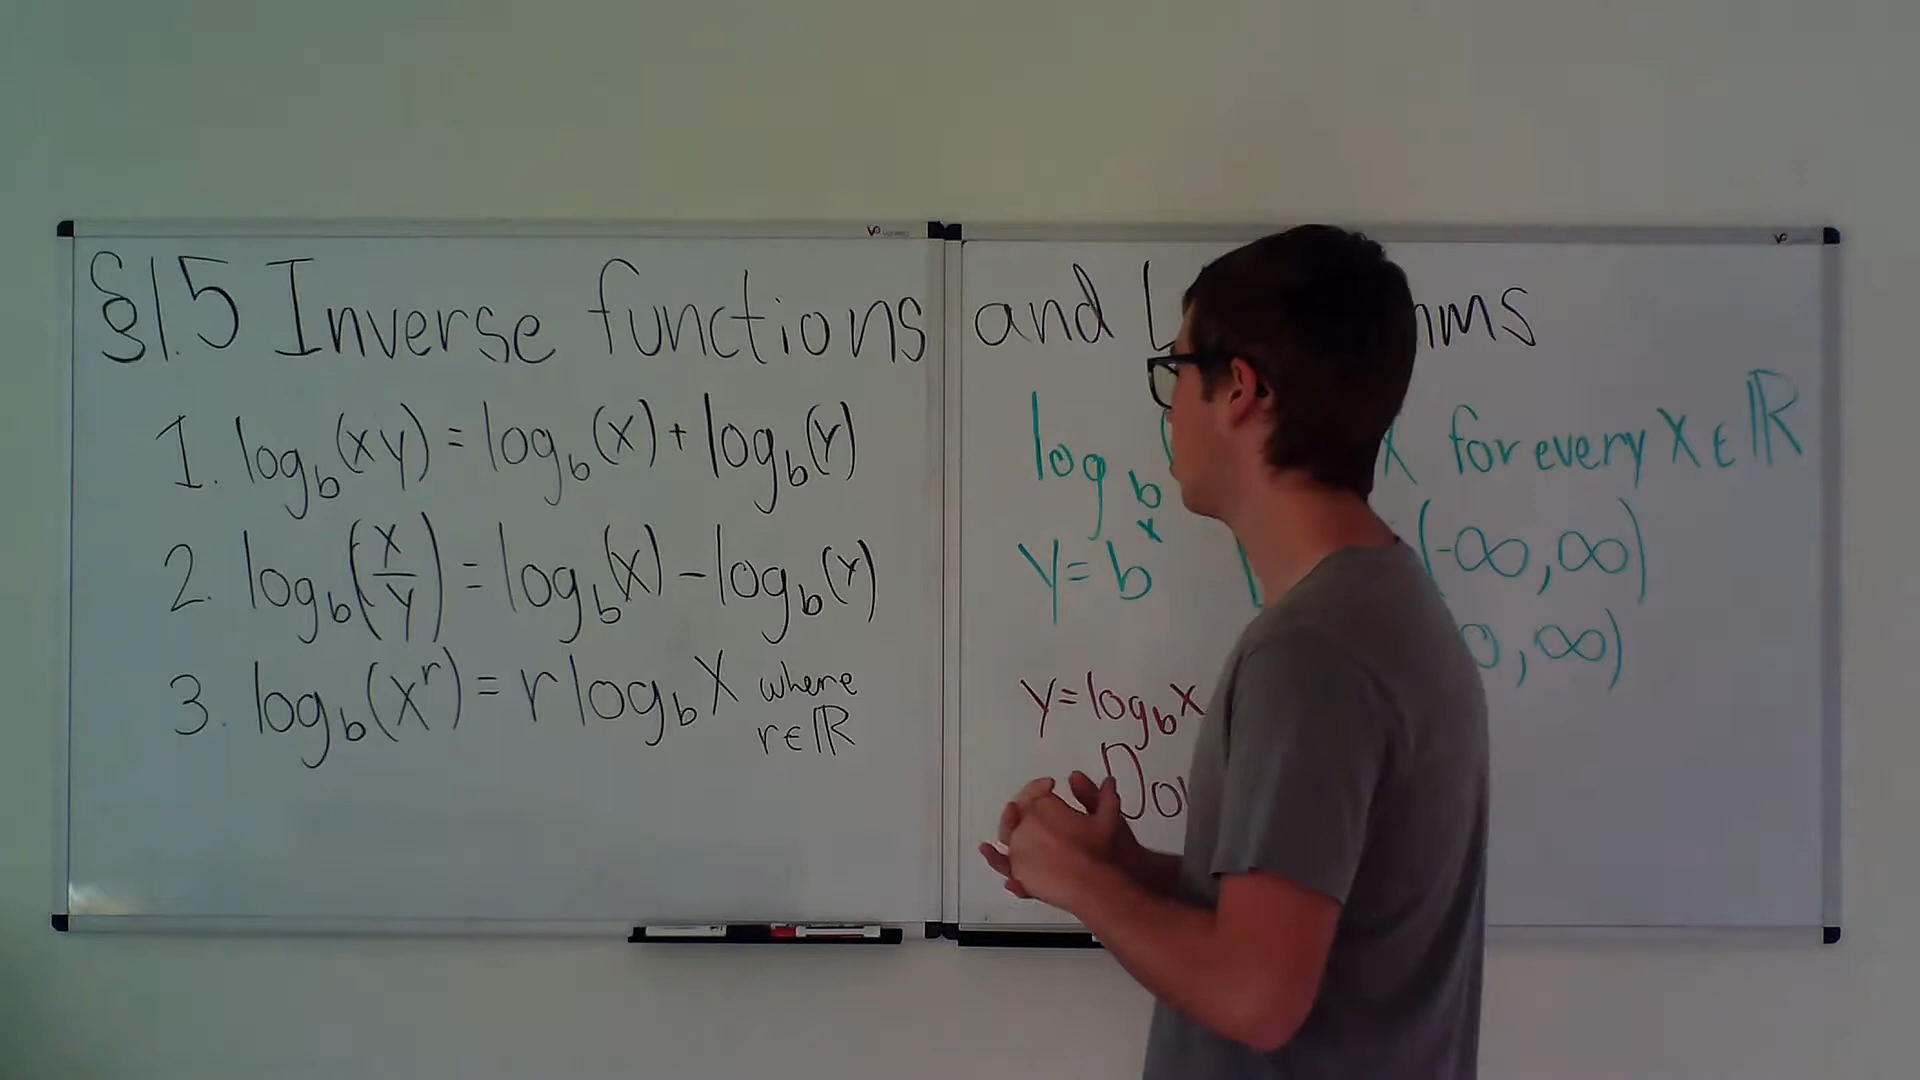 §1.5 Inverse functions and
1. log_b(xy) = log_b(x) + log_b(y)
2. log_b(x/y) = log_b(x) - log_b(y)
3. log_b(x^r) = r log_b x where
r ∈ ℝ
log_b x for every x ∈ ℝ
y = b^x (-∞, ∞)
0, ∞)
y = log_b x